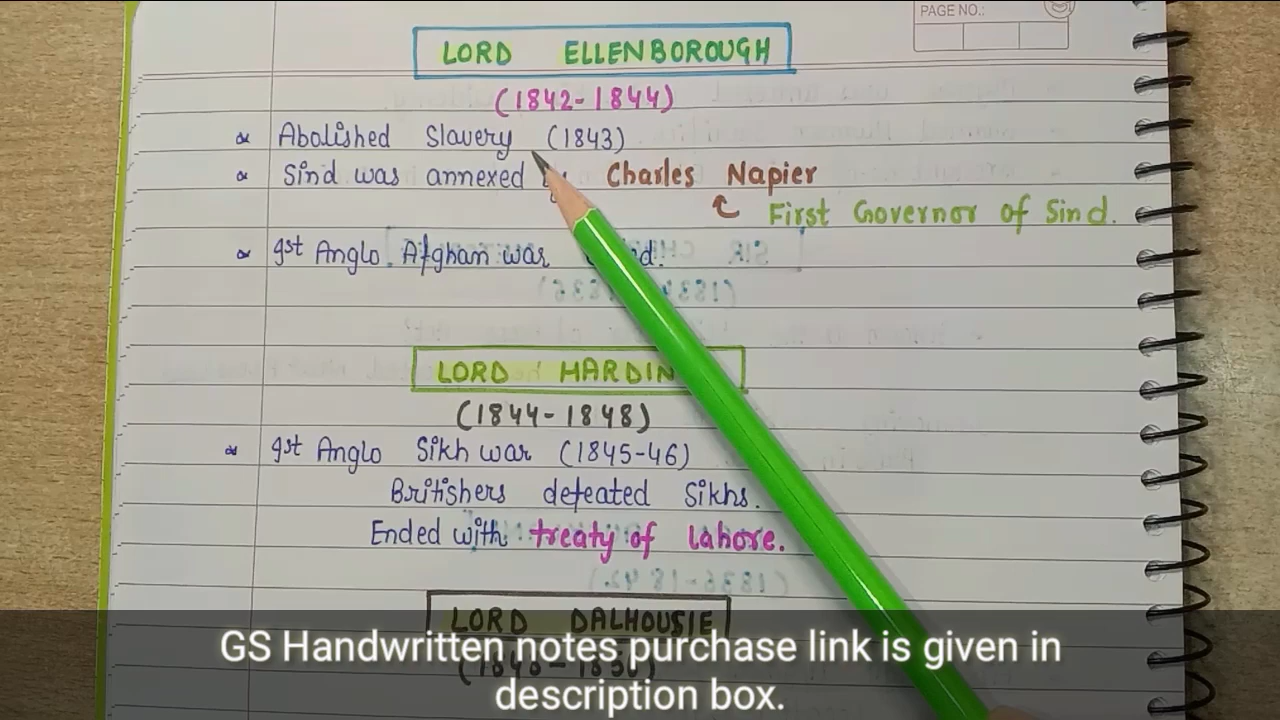 PAGE NO.:
LORD ELLENBOROUGH
(1842-1844)
Abolished Slavery (1843)
Sind was annexed Charles Napier
First Governor of Sind.
Ist Anglo Afghan war
LORD HARDIN
(1844-1848)
Ist Anglo Sikh war (1845-46)
Britishers defeated Sikhs.
Ended with treaty of lahore.
LORD DALHOUSIE
GS Handwritten notes purchase link is given in
description box.